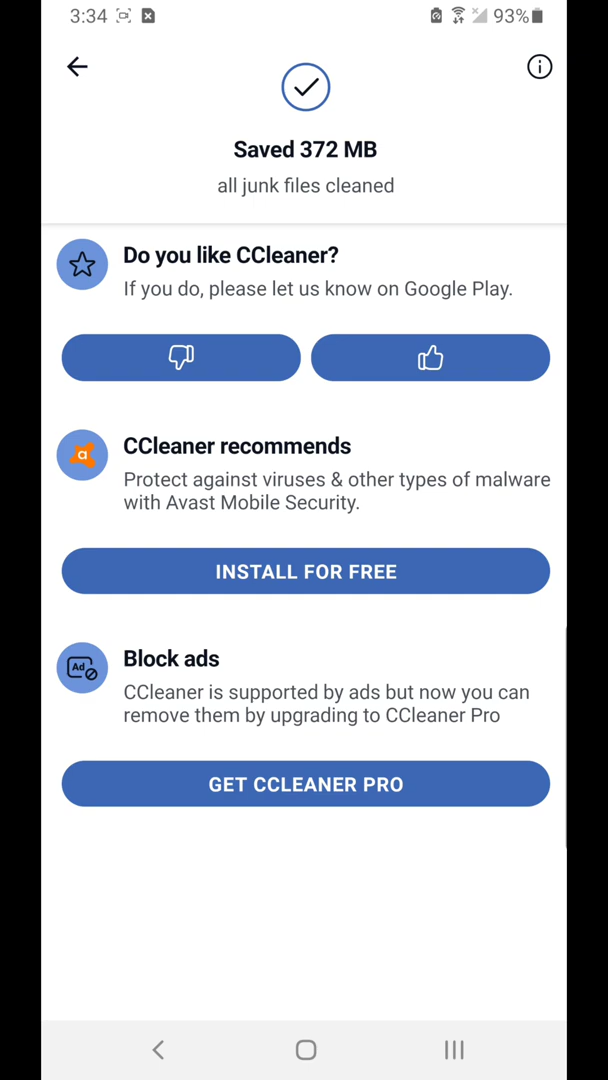 3:34 93%
Saved 372 MB
all junk files cleaned
Do you like CCleaner?
If you do, please let us know on Google Play.
CCleaner recommends
Protect against viruses & other types of malware
with Avast Mobile Security.
INSTALL FOR FREE
Ad
Block ads
CCleaner is supported by ads but now you can
remove them by upgrading to CCleaner Pro
GET CCLEANER PRO